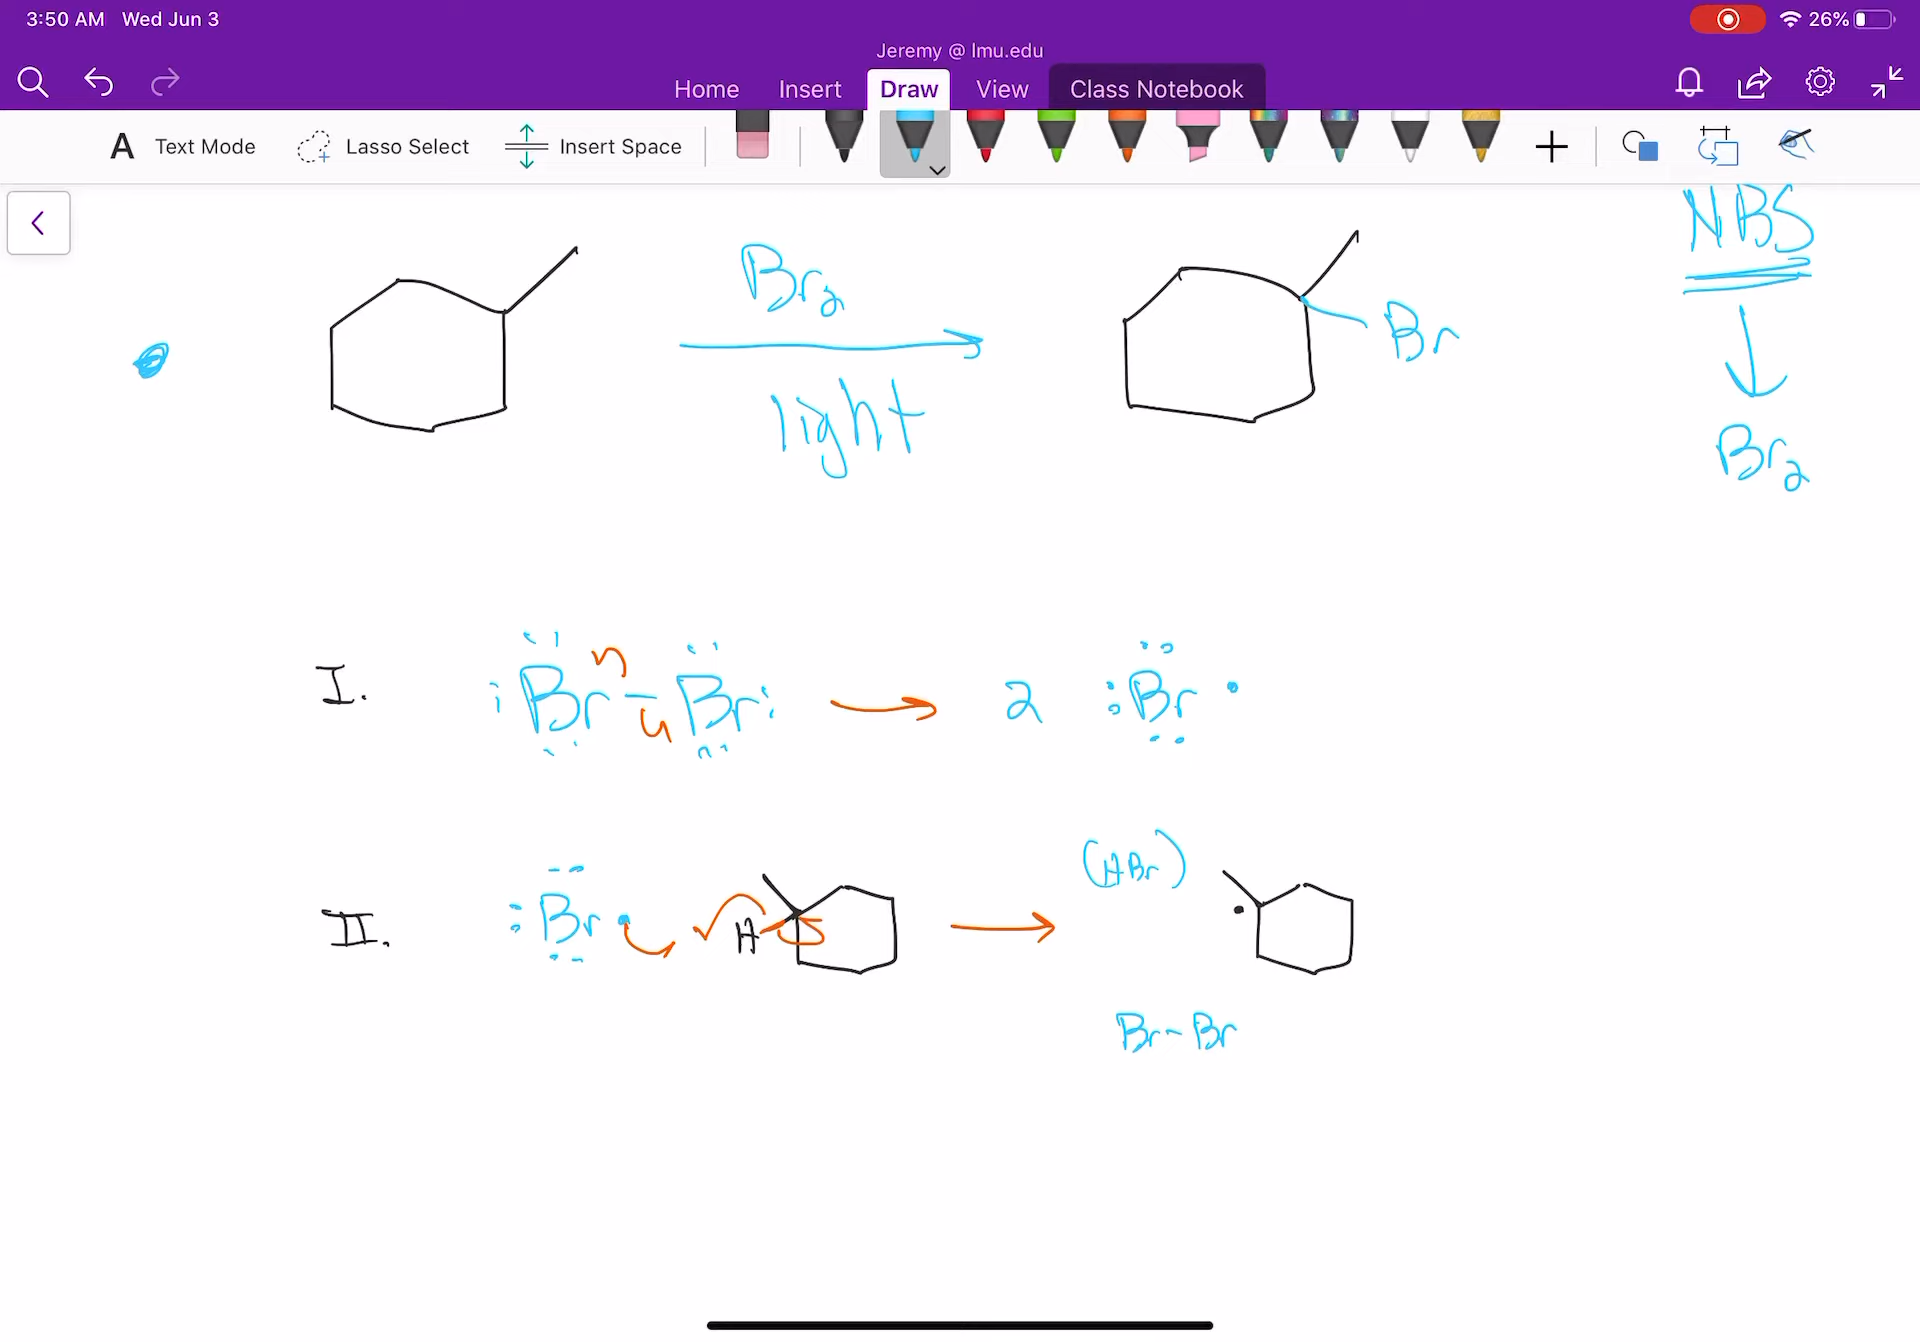 3:50 AM Wed Jun 3
26%
Jeremy @ lmu.edu
Home Insert Draw View Class Notebook
A Text Mode Lasso Select Insert Space
NBS
Br2
Br
light
Br2
I. Br - Br 2 Br
(HBr)
II. Br H
Br - Br